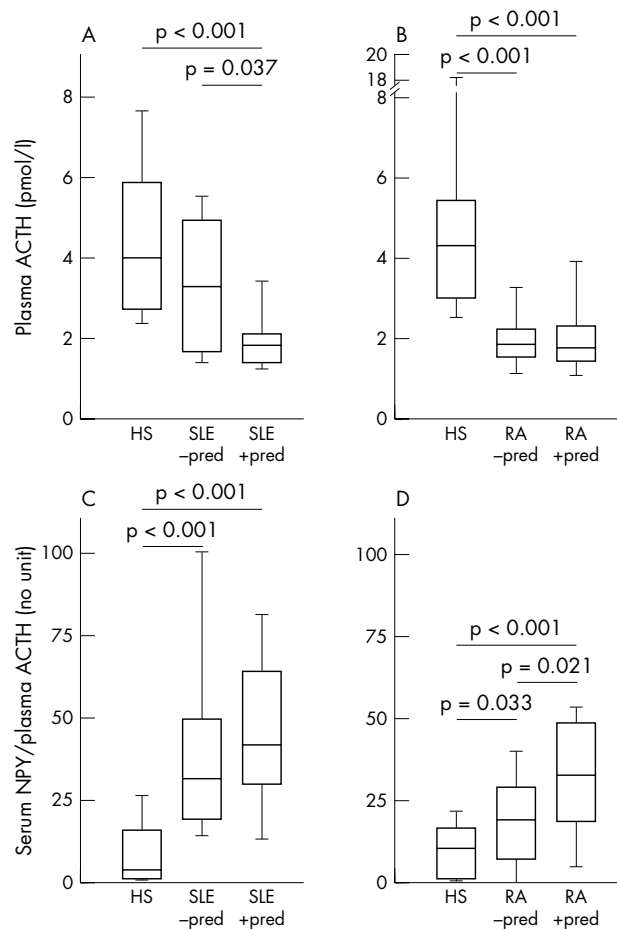 A
p < 0.001
p = 0.037
8
6
4
2
0
Plasma ACTH (pmol/l)
HS
SLE
–pred
SLE
+pred
B
p < 0.001
p < 0.001
20
18
8
6
4
2
0
HS
RA
–pred
RA
+pred
C
p < 0.001
p < 0.001
100
75
50
25
0
Serum NPY/plasma ACTH (no unit)
HS
SLE
–pred
SLE
+pred
D
p < 0.001
p = 0.021
p = 0.033
100
75
50
25
0
HS
RA
–pred
RA
+pred